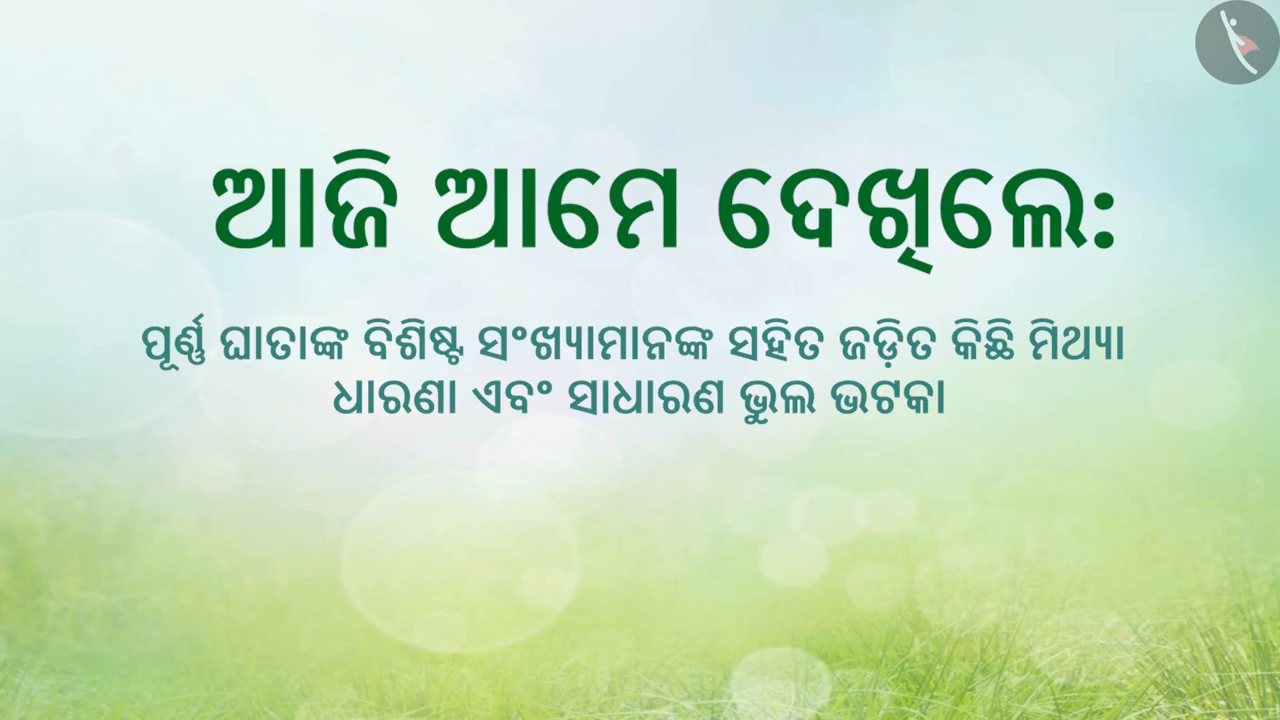 ଆଜି ଆମେ ଦେଖିଲେ:
ପୂର୍ଣ୍ଣ ଘାତାଙ୍କ ବିଶିଷ୍ଟ ସଂଖ୍ୟାମାନଙ୍କ ସହିତ ଜଡ଼ିତ କିଛି ମିଥ୍ୟା
ଧାରଣା ଏବଂ ସାଧାରଣ ଭୁଲ ଭଟକା